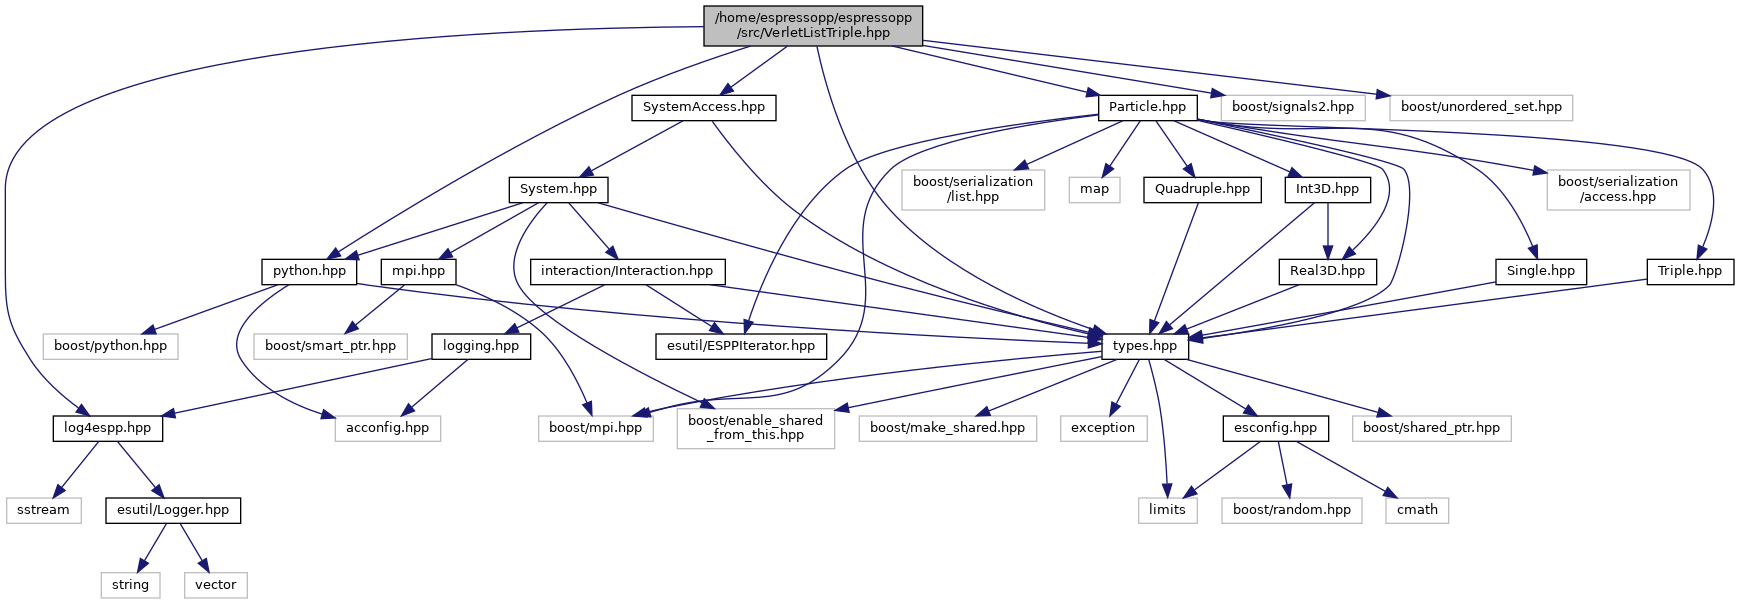 /home/espressopp/espressopp
/src/VerletListTriple.hpp
SystemAccess.hpp
Particle.hpp
boost/signals2.hpp
boost/unordered_set.hpp
System.hpp
boost/serialization
/list.hpp
map
Quadruple.hpp
Int3D.hpp
boost/serialization
/access.hpp
python.hpp
mpi.hpp
interaction/Interaction.hpp
Real3D.hpp
Single.hpp
Triple.hpp
boost/python.hpp
boost/smart_ptr.hpp
logging.hpp
esutil/ESPPIterator.hpp
types.hpp
log4espp.hpp
acconfig.hpp
boost/mpi.hpp
boost/enable_shared
_from_this.hpp
boost/make_shared.hpp
exception
esconfig.hpp
boost/shared_ptr.hpp
sstream
esutil/Logger.hpp
limits
boost/random.hpp
cmath
string
vector